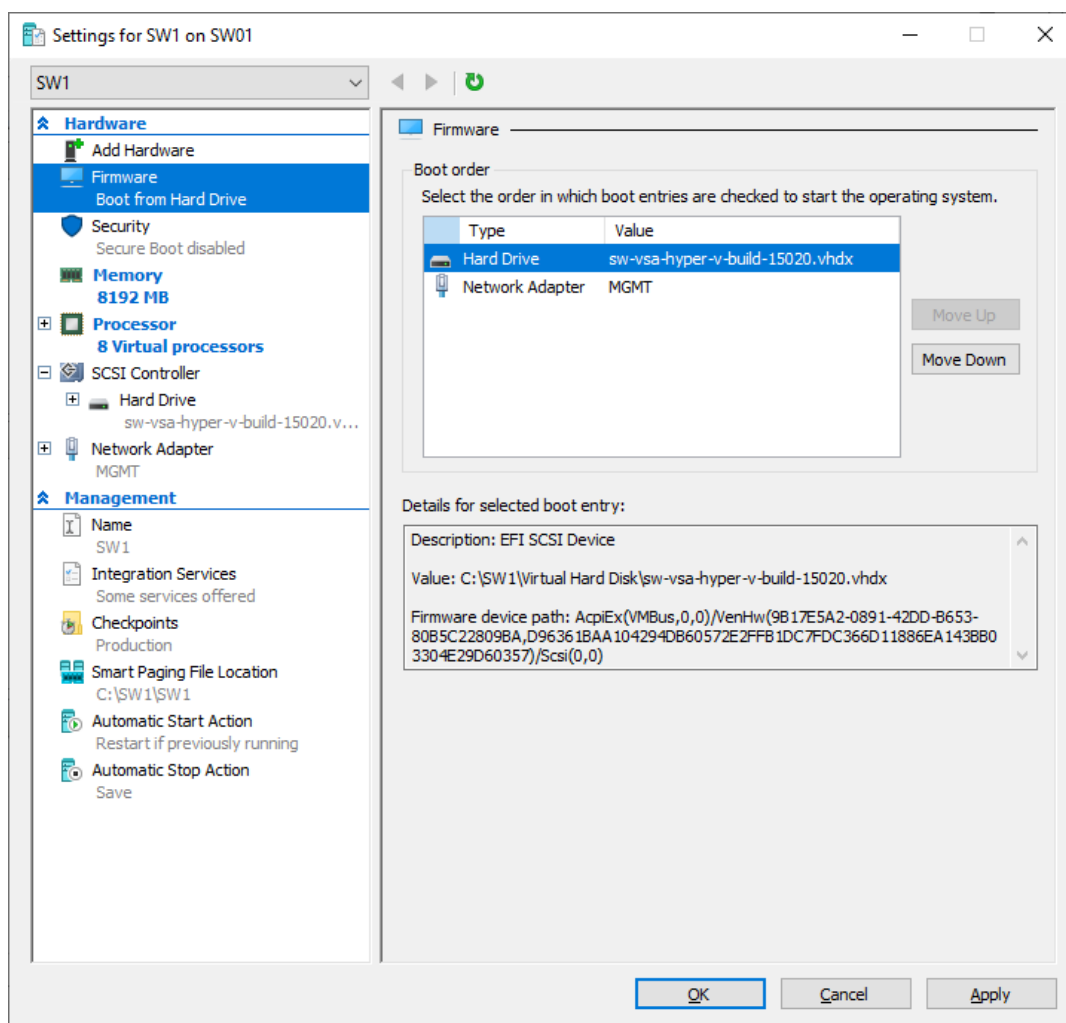 Settings for SW1 on SW01
SW1
Hardware
Add Hardware
Firmware
Boot from Hard Drive
Security
Secure Boot disabled
Memory
8192 MB
Processor
8 Virtual processors
SCSI Controller
Hard Drive
sw-vsa-hyper-v-build-15020.v...
Network Adapter
MGMT
Management
Name
SW1
Integration Services
Some services offered
Checkpoints
Production
Smart Paging File Location
C:\SW1\SW1
Automatic Start Action
Restart if previously running
Automatic Stop Action
Save
Firmware
Boot order
Select the order in which boot entries are checked to start the operating system.
Type Value
Hard Drive sw-vsa-hyper-v-build-15020.vhdx
Network Adapter MGMT
Move Up
Move Down
Details for selected boot entry:
Description: EFI SCSI Device
Value: C:\SW1\Virtual Hard Disk\sw-vsa-hyper-v-build-15020.vhdx
Firmware device path: AcpiEx(VMBus,0,0)/VenHw(9B17E5A2-0891-42DD-B653-
80B5C22809BA,D96361BAA104294DB60572E2FFB1DC7FDC366D11886EA143BB0
3304E29D60357)/Scsi(0,0)
OK
Cancel
Apply